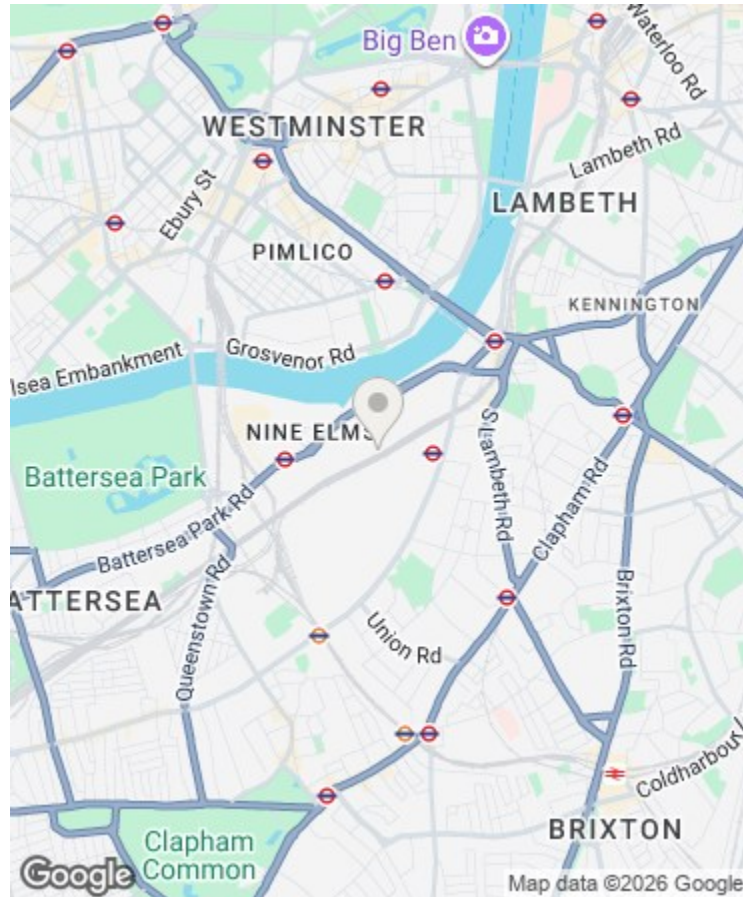 Big Ben
Waterloo Rd
WESTMINSTER
Lambeth Rd
Ebury St
LAMBETH
PIMLICO
KENNINGTON
lsea Embankment
Grosvenor Rd
NINE ELMS
S Lambeth Rd
Battersea Park
Clapham Rd
Battersea Park Rd
ATTERSEA
Queenstown Rd
Brixton Rd
Union Rd
Coldharbour L
Clapham
Common
BRIXTON
Google
Map data ©2026 Google